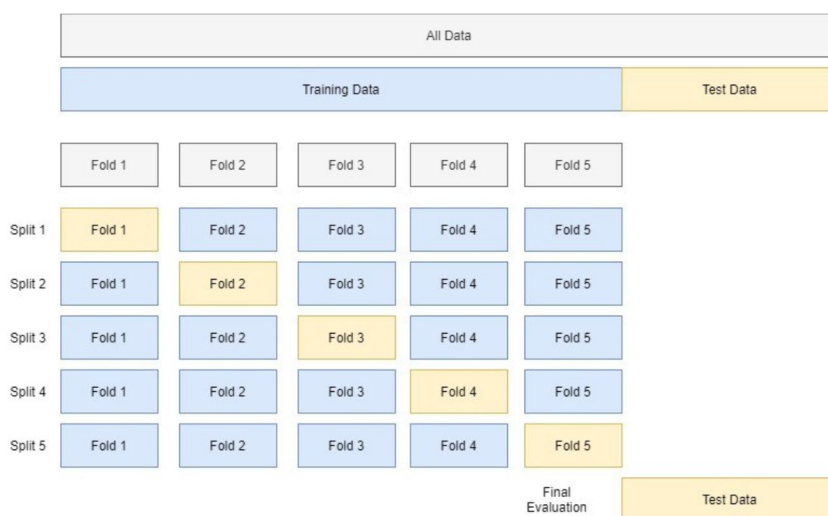 All Data
Training Data Test Data
Fold 1 Fold 2 Fold 3 Fold 4 Fold 5
Split 1 Fold 1 Fold 2 Fold 3 Fold 4 Fold 5
Split 2 Fold 1 Fold 2 Fold 3 Fold 4 Fold 5
Split 3 Fold 1 Fold 2 Fold 3 Fold 4 Fold 5
Split 4 Fold 1 Fold 2 Fold 3 Fold 4 Fold 5
Split 5 Fold 1 Fold 2 Fold 3 Fold 4 Fold 5
Final
Evaluation
Test Data